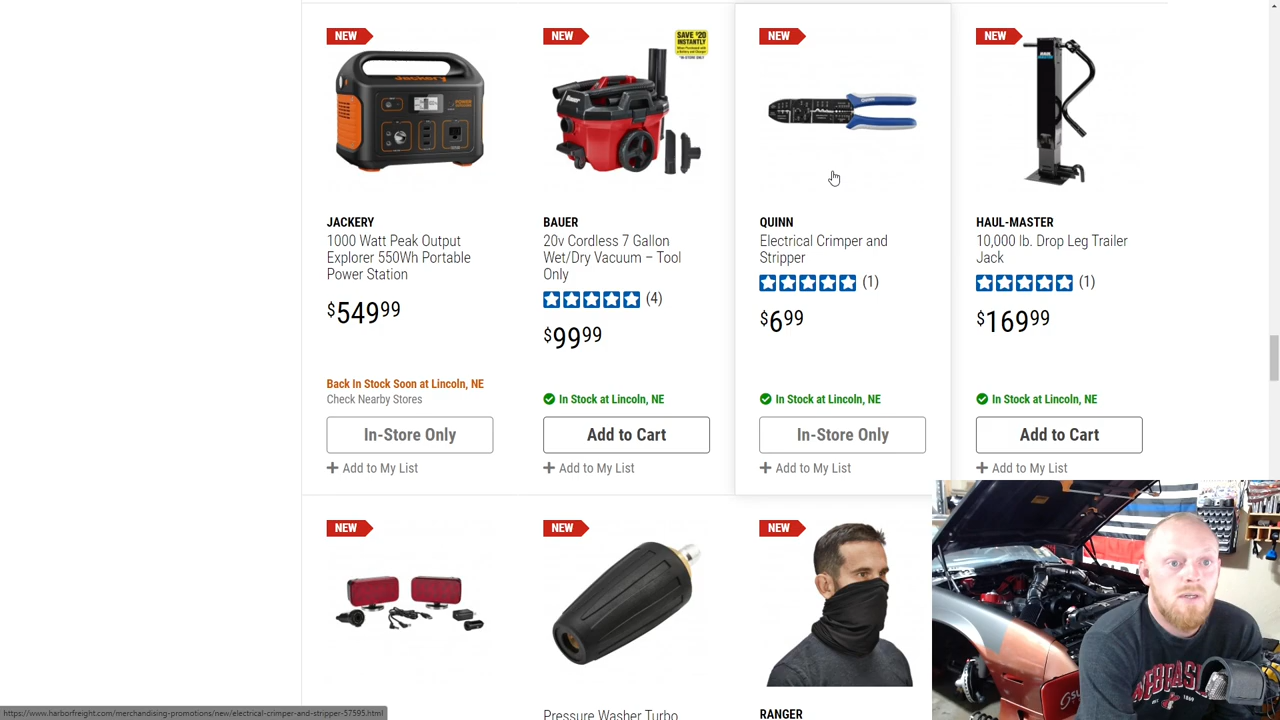 NEW
JACKERY
1000 Watt Peak Output
Explorer 550Wh Portable
Power Station
$549 99
Back In Stock Soon at Lincoln, NE
Check Nearby Stores
In-Store Only
Add to My List
NEW
SAVE $20
INSTANTLY
BAUER
20v Cordless 7 Gallon
Wet/Dry Vacuum – Tool
Only
(4)
$99 99
In Stock at Lincoln, NE
Add to Cart
Add to My List
NEW
QUINN
Electrical Crimper and
Stripper
(1)
$6 99
In Stock at Lincoln, NE
In-Store Only
Add to My List
NEW
HAUL-MASTER
10,000 lb. Drop Leg Trailer
Jack
(1)
$169 99
In Stock at Lincoln, NE
Add to Cart
Add to My List
NEW
NEW
Pressure Washer Turbo
NEW
RANGER
NEBRAS
https://www.harborfreight.com/merchandising-promotions/new/electrical-crimper-and-stripper-57595.html